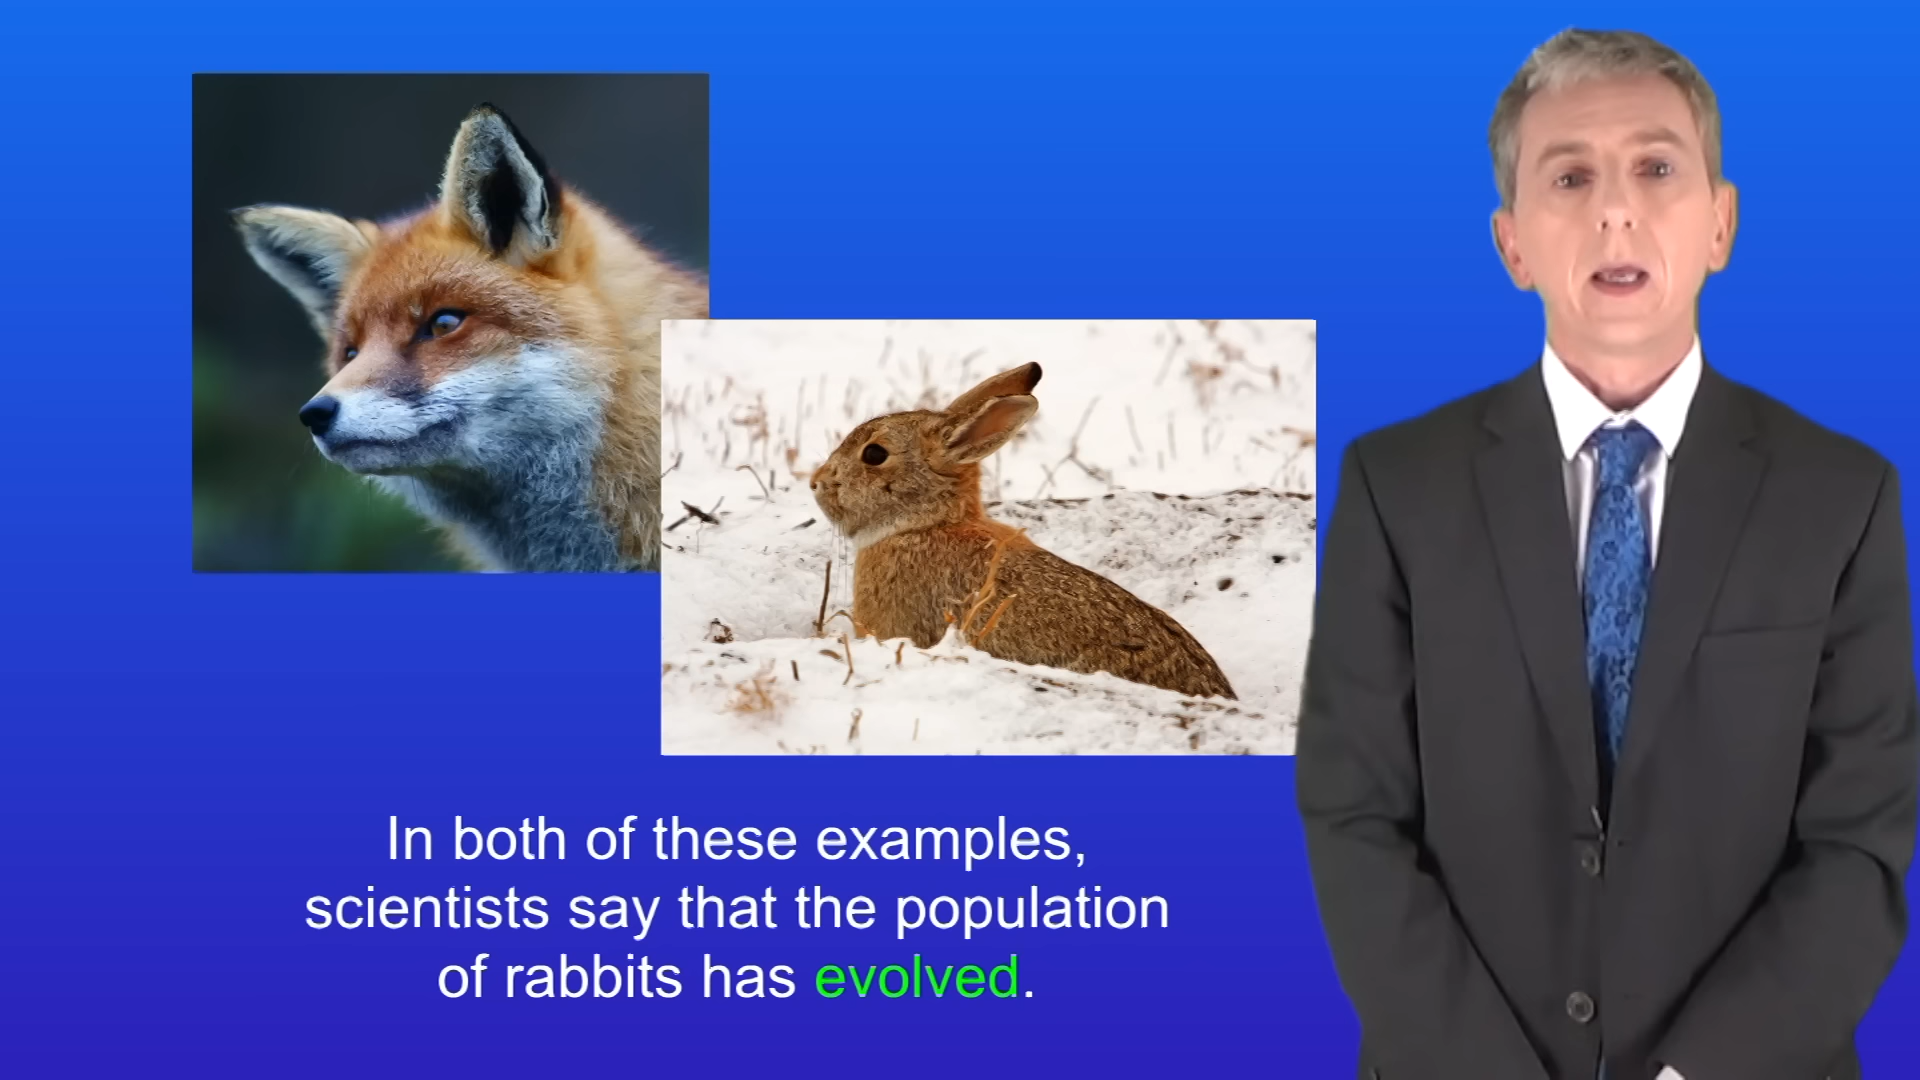 In both of these examples,
scientists say that the population
of rabbits has evolved.